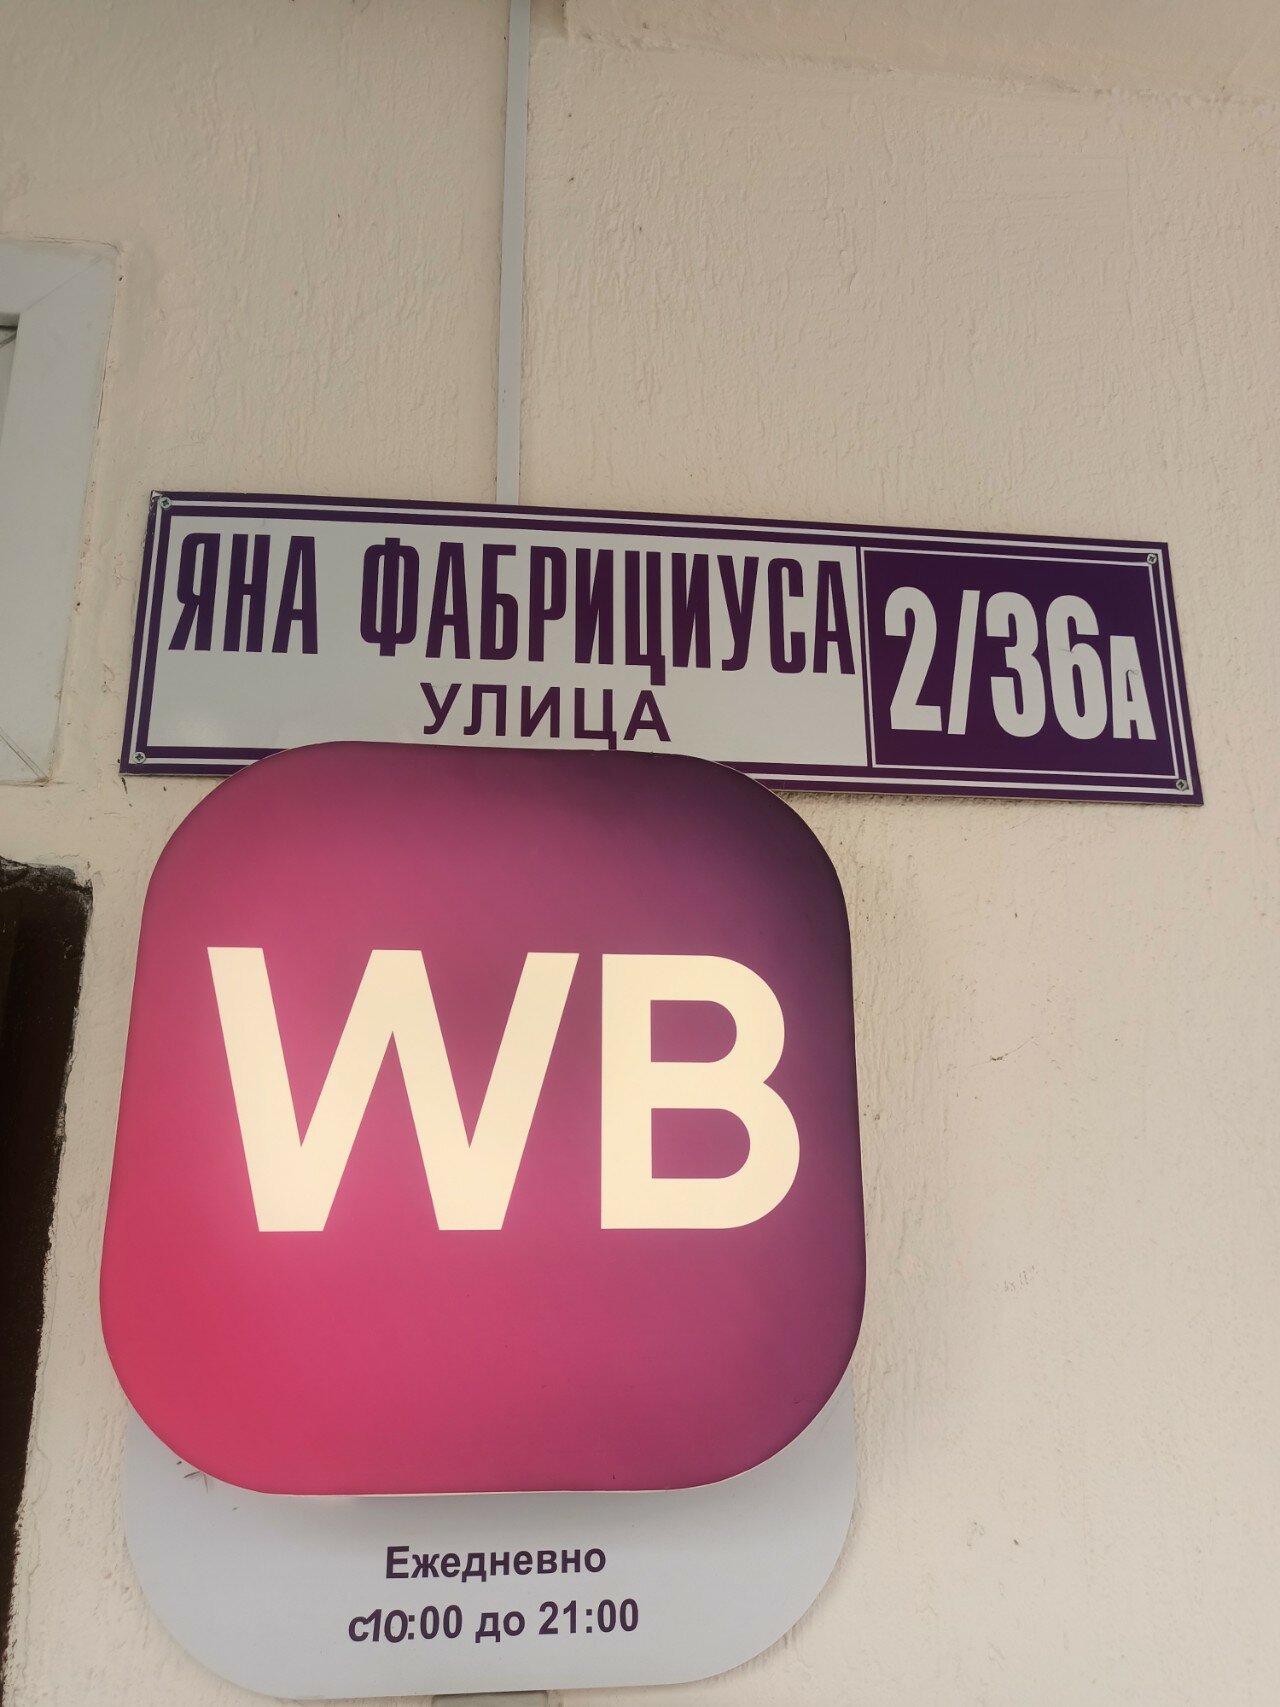 ЯНА ФАБРИЦИУСА 2/36А
УЛИЦА
WB
Ежедневно
с10:00 до 21:00